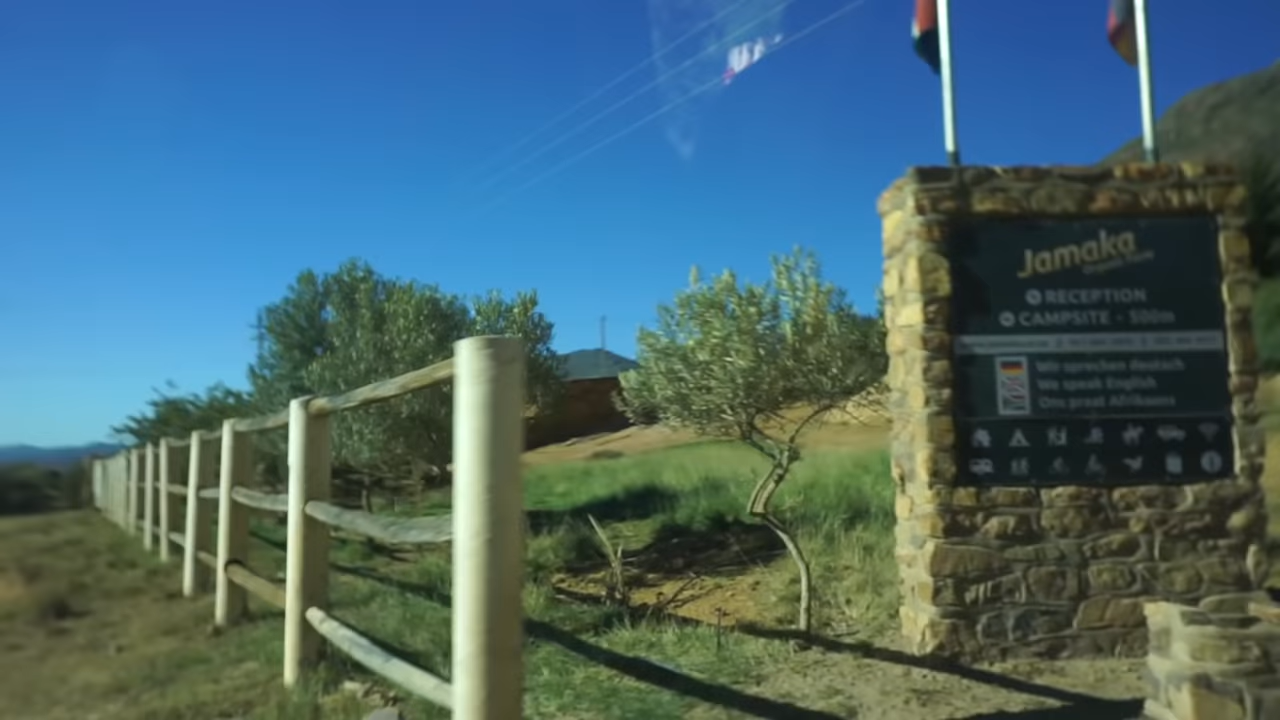 Jamaka
RECEPTION
CAMPSITE - 500m
Wir sprechen deutsch
We speak English
Ons praat Afrikaans